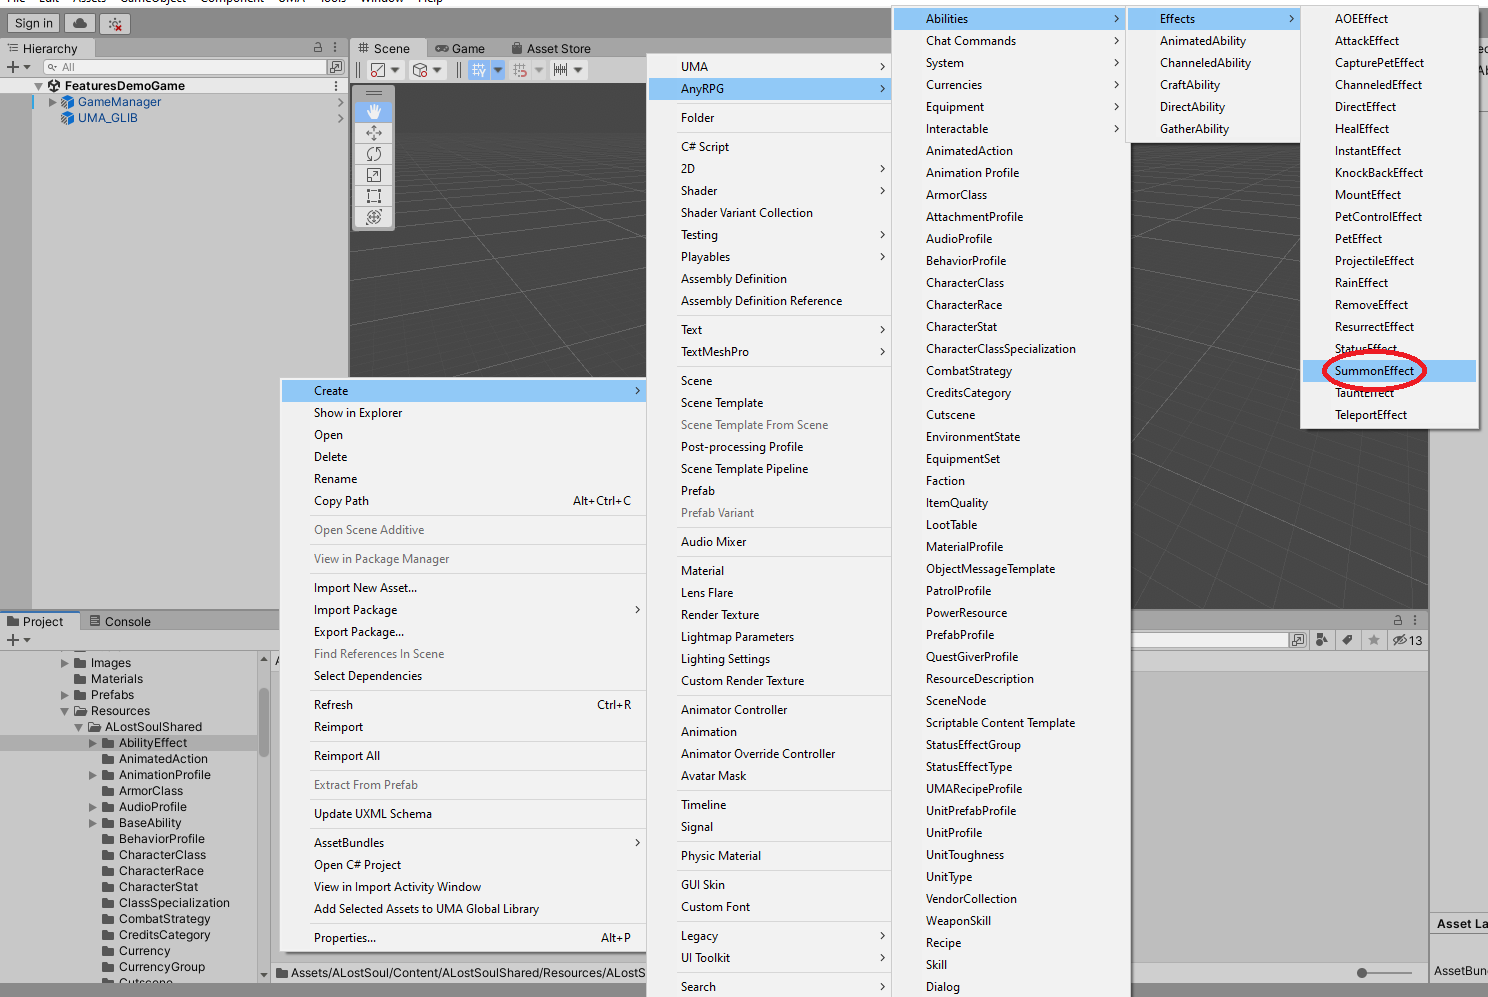 File Edit Assets GameObject Component UMA Tools Window Help
Sign in
Hierarchy
All
FeaturesDemoGame
GameManager
UMA_GLIB
Scene
Game
Asset Store
Project
Console
13
Images
Materials
Prefabs
Resources
ALostSoulShared
AbilityEffect
AnimatedAction
AnimationProfile
ArmorClass
AudioProfile
BaseAbility
BehaviorProfile
CharacterClass
CharacterRace
CharacterStat
ClassSpecialization
CombatStrategy
CreditsCategory
Currency
CurrencyGroup
Cutscene
Create
Show in Explorer
Open
Delete
Rename
Copy Path Alt+Ctrl+C
Open Scene Additive
View in Package Manager
Import New Asset...
Import Package
Export Package...
Find References In Scene
Select Dependencies
Refresh Ctrl+R
Reimport
Reimport All
Extract From Prefab
Update UXML Schema
AssetBundles
Open C# Project
View in Import Activity Window
Add Selected Assets to UMA Global Library
Properties... Alt+P
Assets/ALostSoul/Content/ALostSoulShared/Resources/ALostS
UMA
AnyRPG
Folder
C# Script
2D
Shader
Shader Variant Collection
Testing
Playables
Assembly Definition
Assembly Definition Reference
Text
TextMeshPro
Scene
Scene Template
Scene Template From Scene
Post-processing Profile
Scene Template Pipeline
Prefab
Prefab Variant
Audio Mixer
Material
Lens Flare
Render Texture
Lightmap Parameters
Lighting Settings
Custom Render Texture
Animator Controller
Animation
Animator Override Controller
Avatar Mask
Timeline
Signal
Physic Material
GUI Skin
Custom Font
Legacy
UI Toolkit
Search
Abilities
Chat Commands
System
Currencies
Equipment
Interactable
AnimatedAction
Animation Profile
ArmorClass
AttachmentProfile
AudioProfile
BehaviorProfile
CharacterClass
CharacterRace
CharacterStat
CharacterClassSpecialization
CombatStrategy
CreditsCategory
Cutscene
EnvironmentState
EquipmentSet
Faction
ItemQuality
LootTable
MaterialProfile
ObjectMessageTemplate
PatrolProfile
PowerResource
PrefabProfile
QuestGiverProfile
ResourceDescription
SceneNode
Scriptable Content Template
StatusEffectGroup
StatusEffectType
UMARecipeProfile
UnitPrefabProfile
UnitProfile
UnitToughness
UnitType
VendorCollection
WeaponSkill
Recipe
Skill
Dialog
Effects
AnimatedAbility
ChanneledAbility
CraftAbility
DirectAbility
GatherAbility
AOEEffect
AttackEffect
CapturePetEffect
ChanneledEffect
DirectEffect
HealEffect
InstantEffect
KnockBackEffect
MountEffect
PetControlEffect
PetEffect
ProjectileEffect
RainEffect
RemoveEffect
ResurrectEffect
StatusEffect
SummonEffect
TauntEffect
TeleportEffect
Asset La
AssetBun